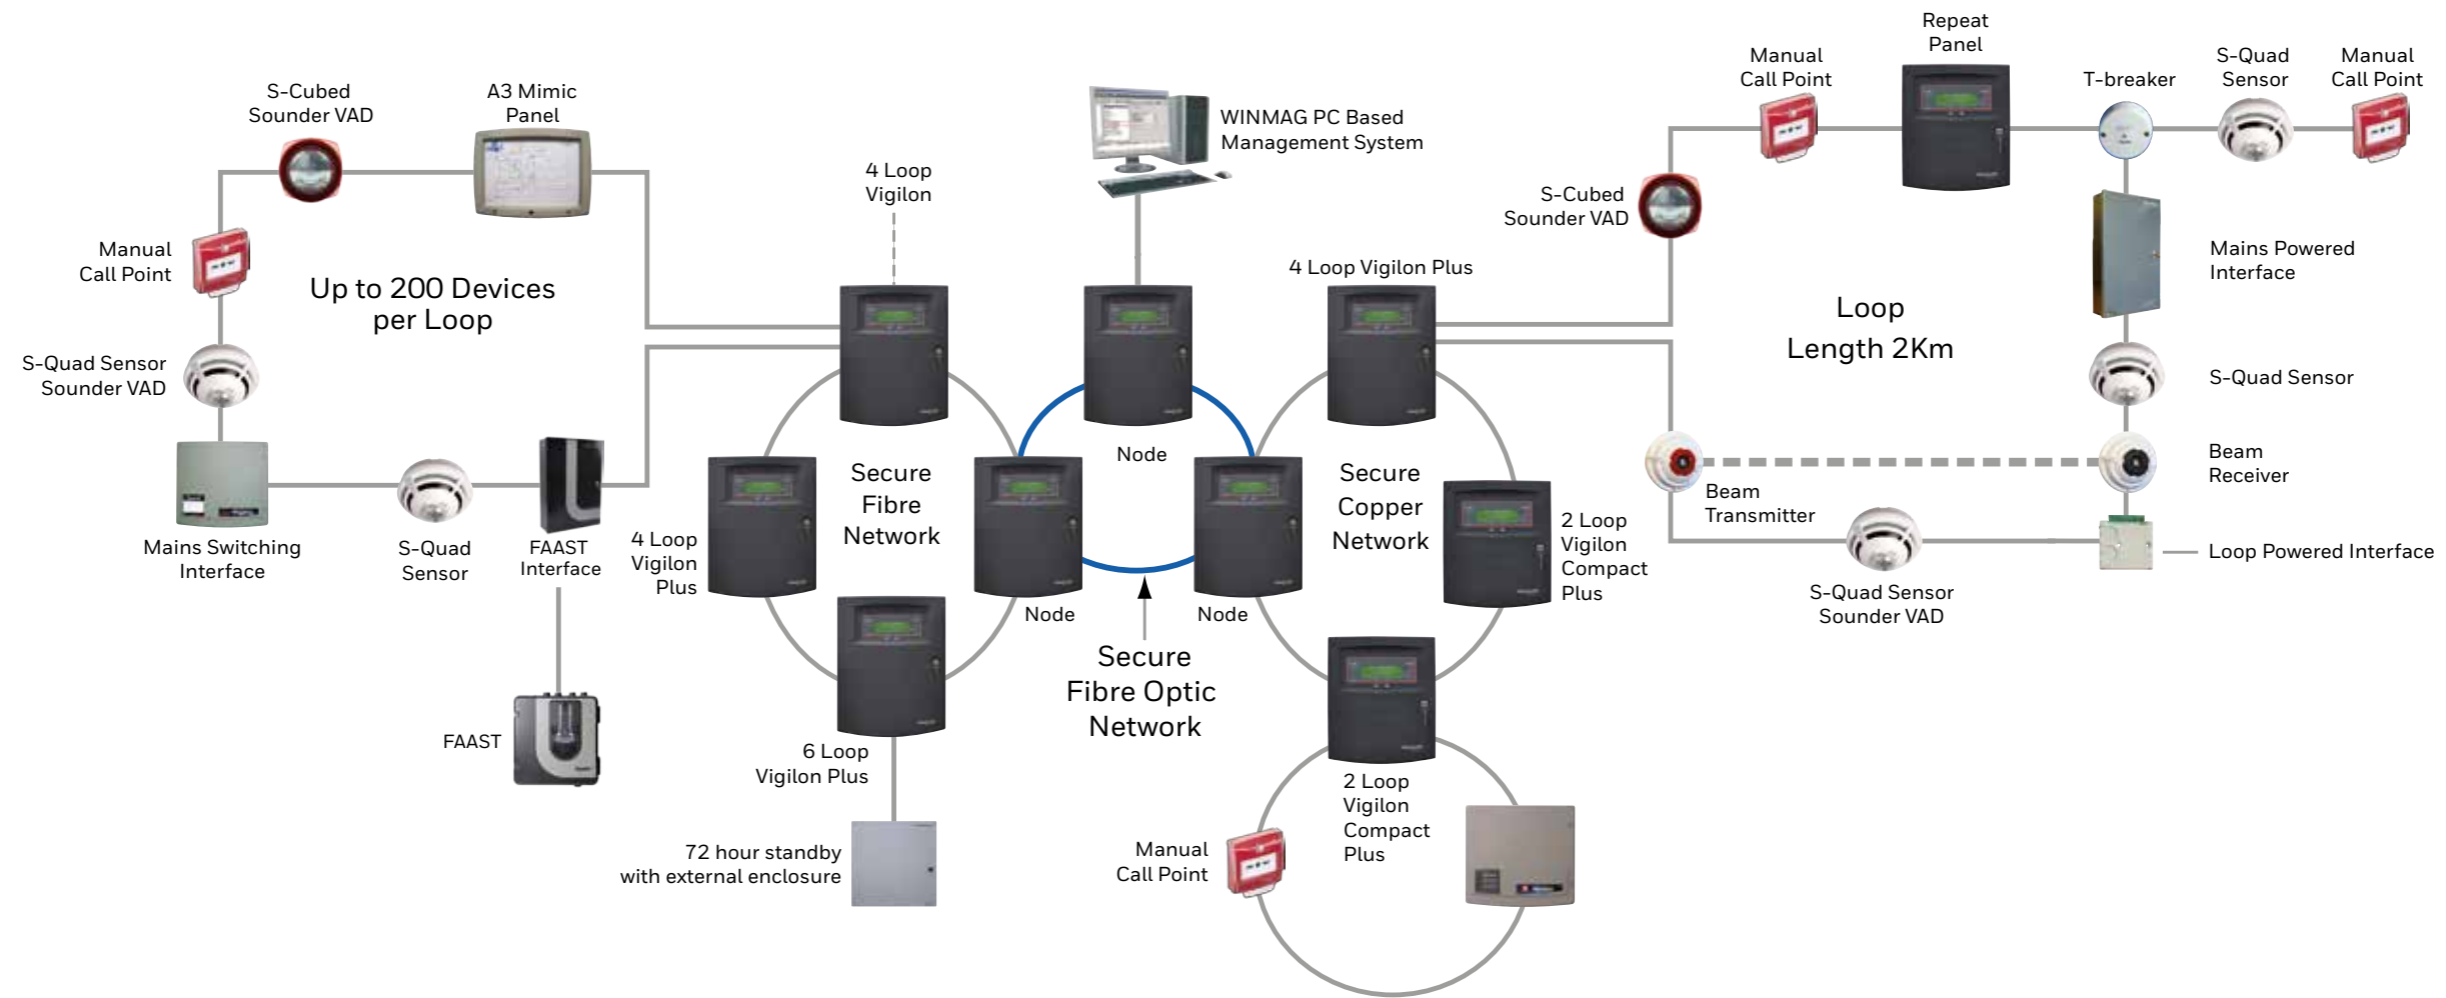 Repeat
Panel
Manual
Call Point
S-Quad
Sensor
Manual
Call Point
T-breaker
S-Cubed
Sounder VAD
A3 Mimic
Panel
WINMAG PC Based
Management System
4 Loop
Vigilon
S-Cubed
Sounder VAD
Manual
Call Point
Up to 200 Devices
per Loop
4 Loop Vigilon Plus
Mains Powered
Interface
Loop
Length 2Km
S-Quad Sensor
Sounder VAD
S-Quad Sensor
Node
Secure
Fibre
Network
Secure
Copper
Network
Beam
Receiver
Beam
Transmitter
Mains Switching
Interface
S-Quad
Sensor
FAAST
Interface
4 Loop
Vigilon
Plus
2 Loop
Vigilon
Compact
Plus
Loop Powered Interface
S-Quad Sensor
Sounder VAD
Node
Node
Secure
Fibre Optic
Network
FAAST
6 Loop
Vigilon Plus
2 Loop
Vigilon
Compact
Plus
72 hour standby
with external enclosure
Manual
Call Point